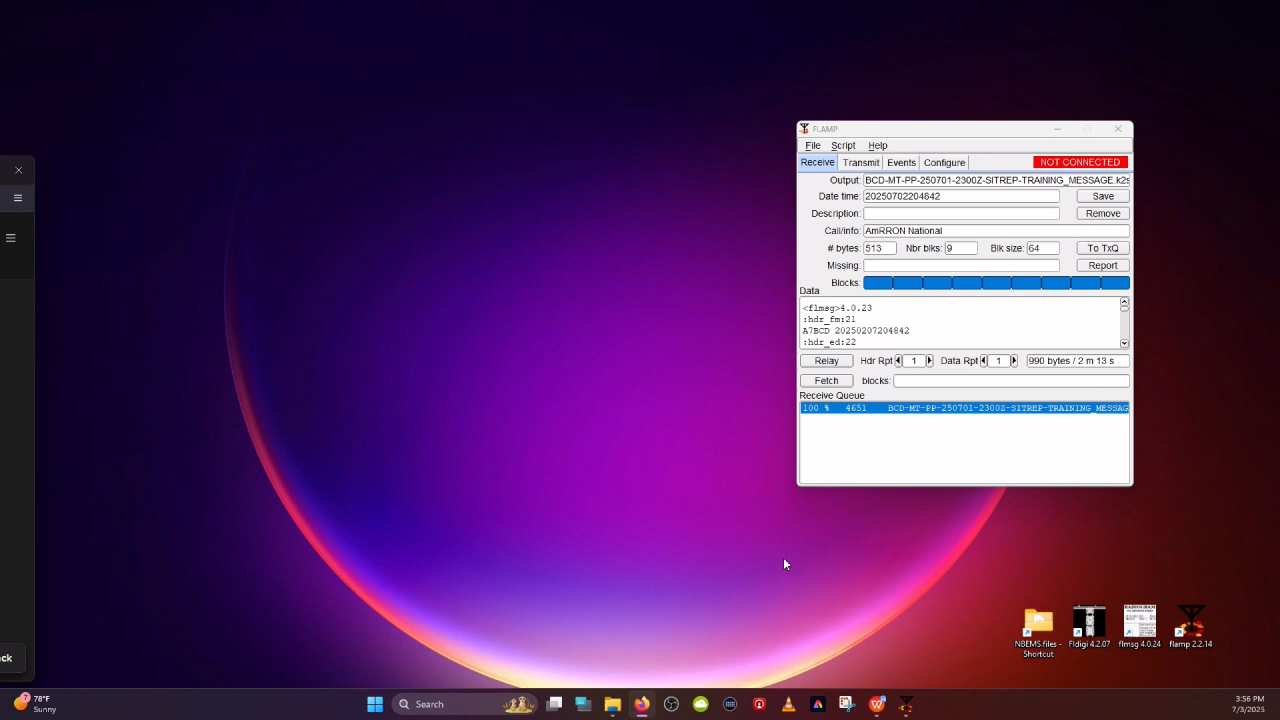 FLAMP
File Script Help
Receive Transmit Events Configure NOT CONNECTED
Output: BCD-MT-PP-250701-2300Z-SITREP-TRAINING_MESSAGE.k2s
Date time: 20250702204842 Save
Description: Remove
Call/info: AmRRON National
# bytes: 513 Nbr blks: 9 Blk size: 64 To TxQ
Missing: Report
Blocks:
Data
<flmsg>4.0.23
:hdr_fm:21
A7BCD 20250207204842
:hdr_ed:22
Relay Hdr Rpt 1 Data Rpt 1 990 bytes / 2 m 13 s
Fetch blocks:
Receive Queue
100 % 4651 BCD-MT-PP-250701-2300Z-SITREP-TRAINING_MESSAG
ck
NBEMS.files - Shortcut
Fldigi 4.2.07
flmsg 4.0.24
flamp 2.2.14
7
78°F
Sunny
Search
3:56 PM
7/3/2025